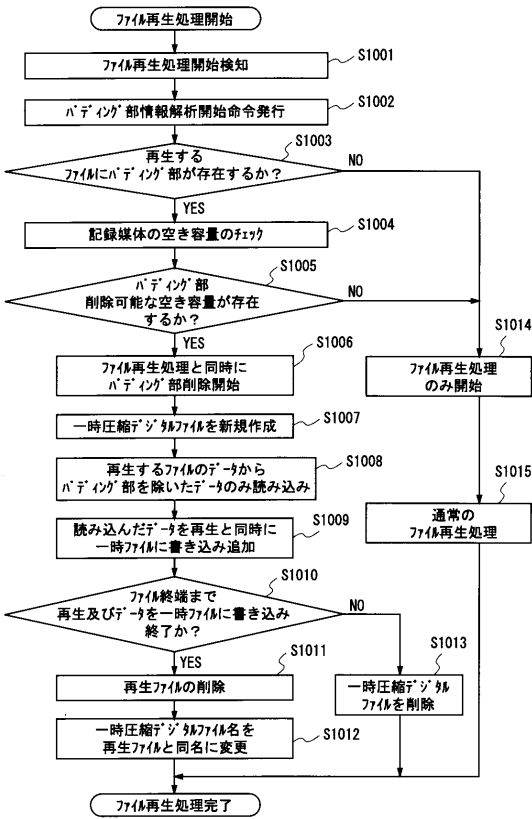 ファイル再生処理開始
ファイル再生処理開始検知
S1001
パディング部情報解析開始命令発行
S1002
再生する
ファイルにパディング部が存在するか?
S1003
NO
YES
記録媒体の空き容量のチェック
S1004
パディング部
削除可能な空き容量が存在
するか?
S1005
NO
YES
ファイル再生処理と同時に
パディング部削除開始
S1006
ファイル再生処理
のみ開始
S1014
一時圧縮デジタルファイルを新規作成
S1007
再生するファイルのデータから
パディング部を除いたデータのみ読み込み
S1008
通常の
ファイル再生処理
S1015
読み込んだデータを再生と同時に
一時ファイルに書き込み追加
S1009
ファイル終端まで
再生及びデータを一時ファイルに書き込み
終了か?
S1010
NO
YES
再生ファイルの削除
S1011
一時圧縮デジタル
ファイルを削除
S1013
一時圧縮デジタルファイル名を
再生ファイルと同名に変更
S1012
ファイル再生処理完了